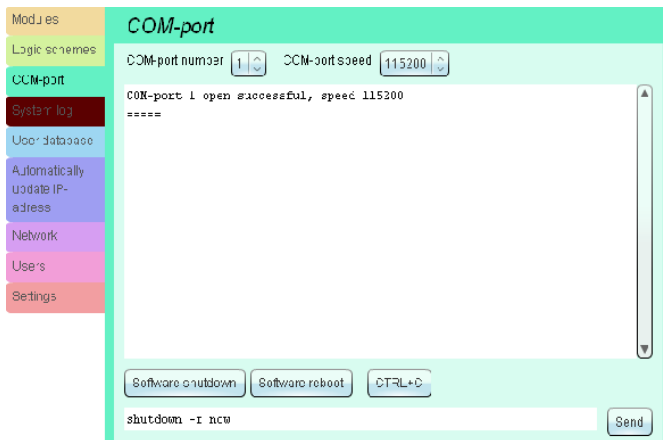 Modules
Logic schemes
COM-port
System log
User database
Automatically
update IP-
adress
Network
Users
Settings
COM-port
COM-port number 1 COM-port speed 115200
COM-port 1 open successful, speed 115200
=====
Software shutdown Software reboot CTRL+C
shutdown -r now Send